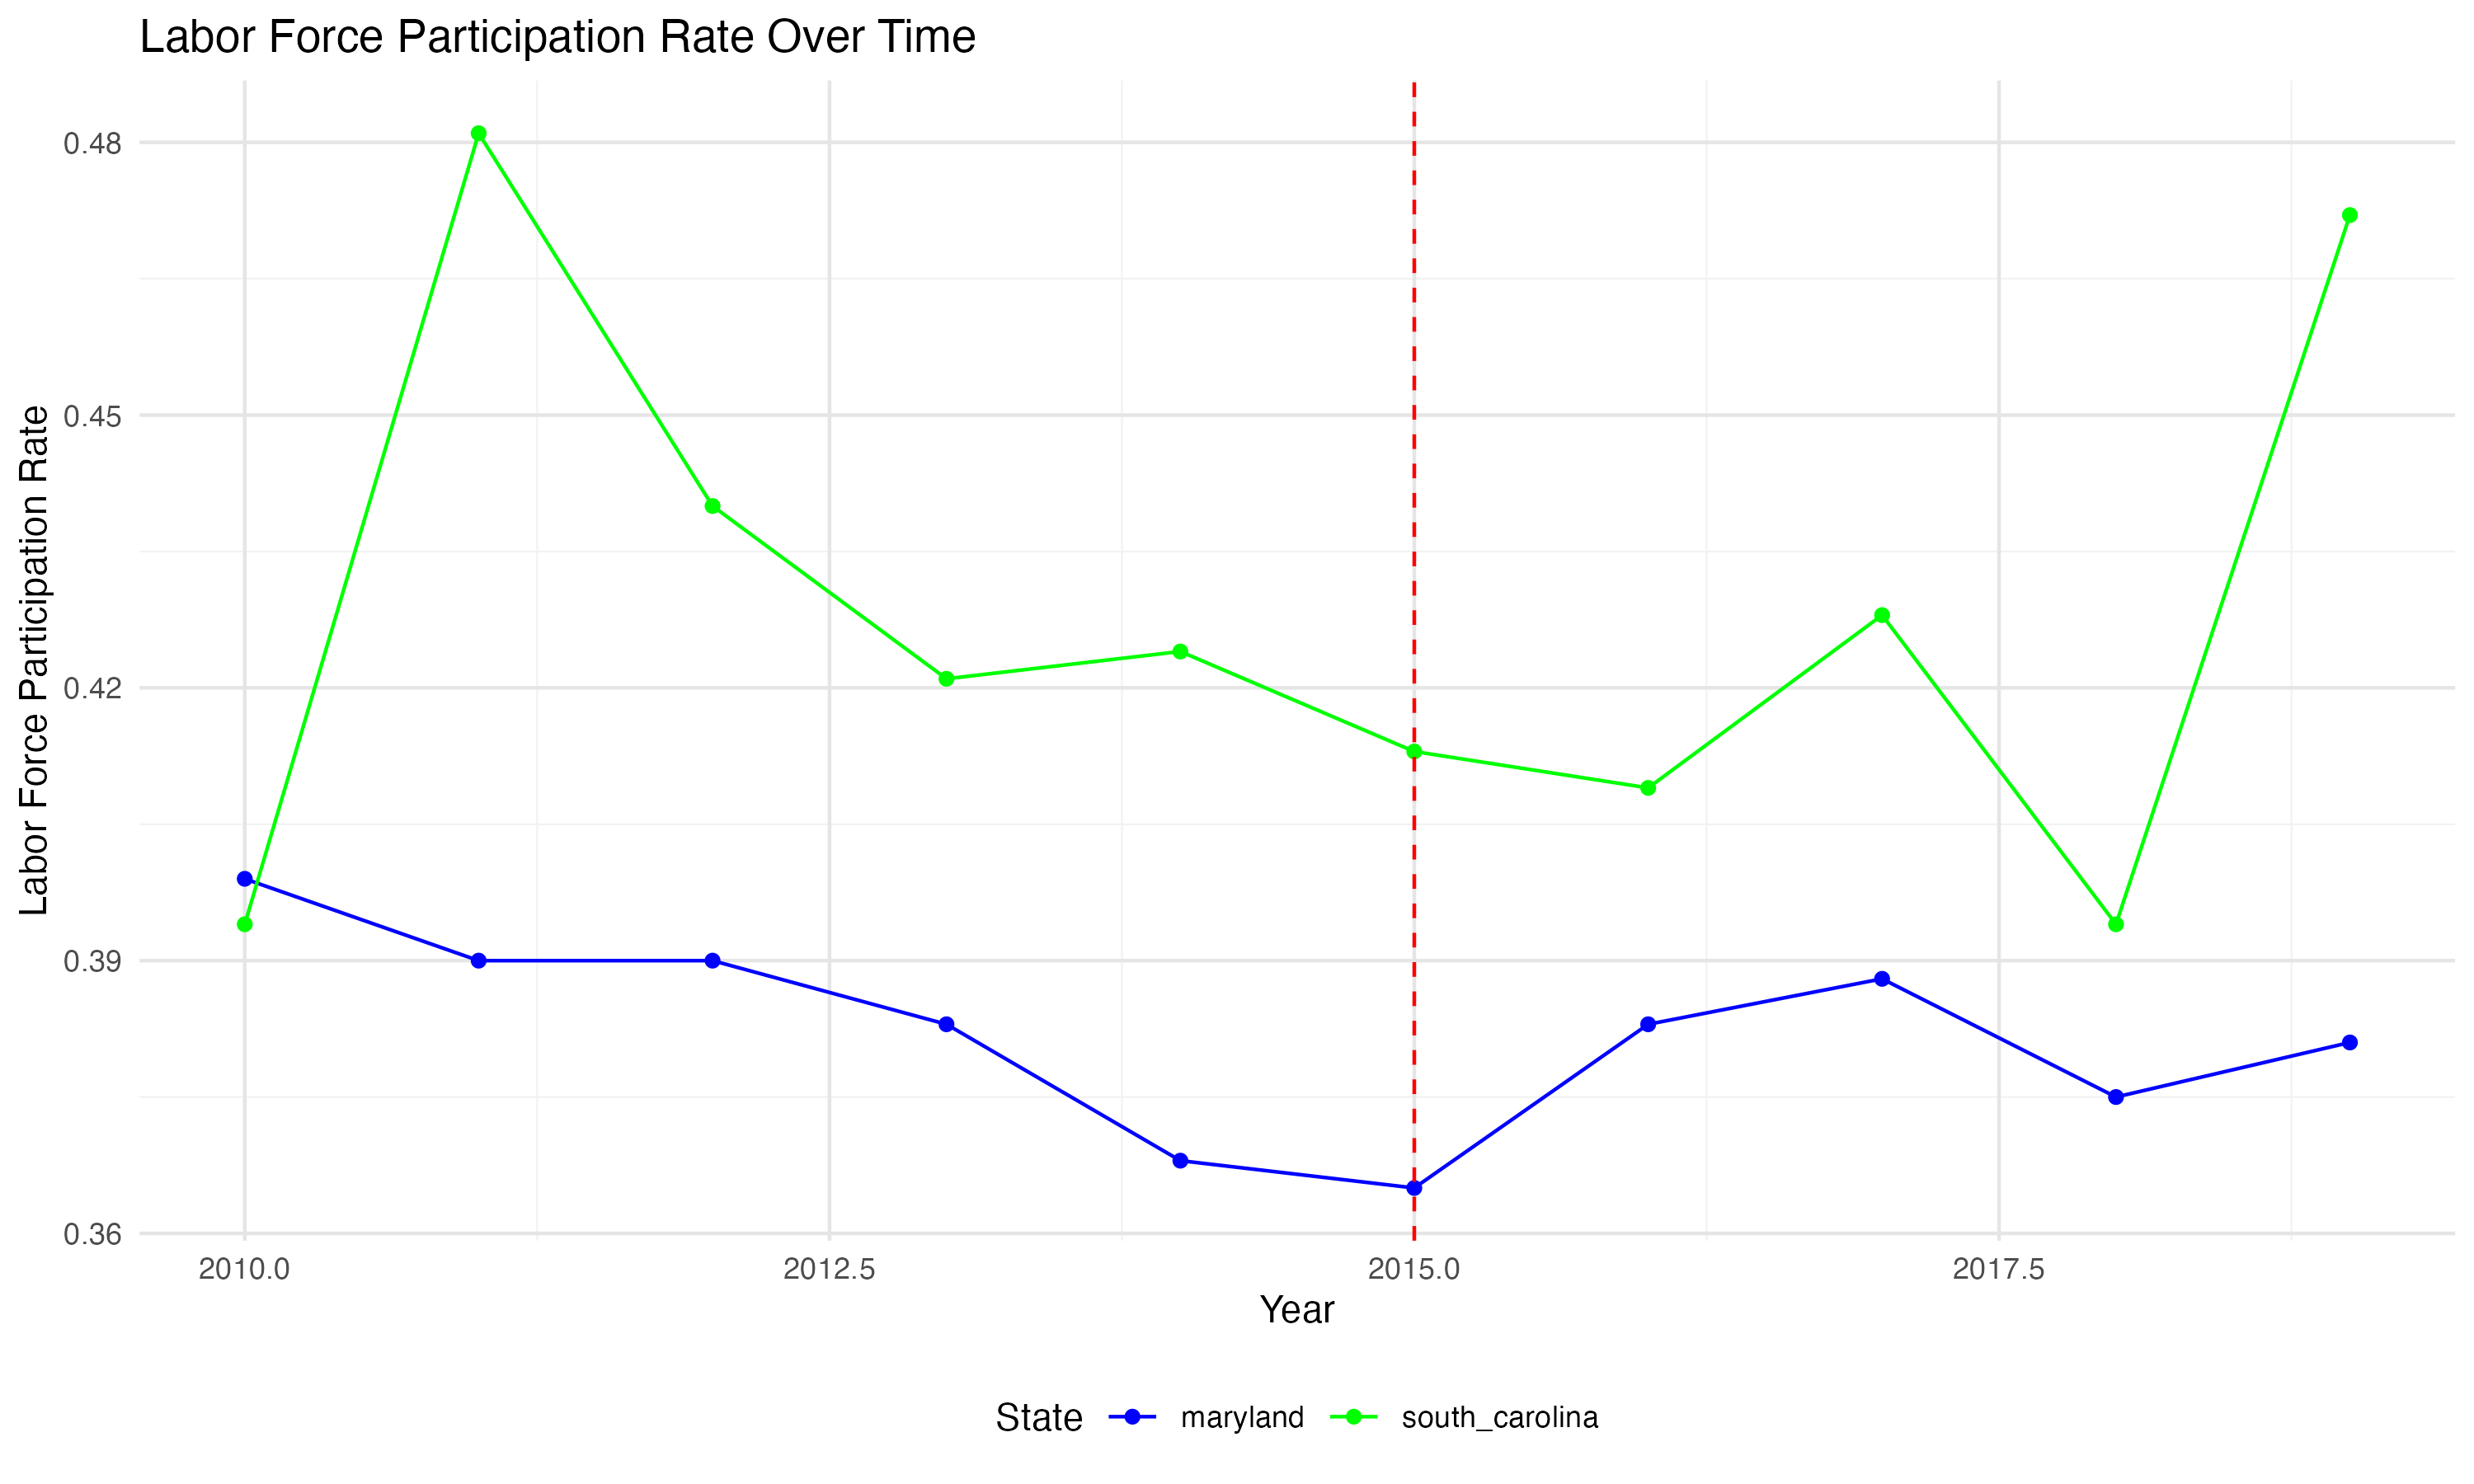 Labor Force Participation Rate Over Time
Labor Force Participation Rate
0.48
0.45
0.42
0.39
0.36
2010.0 2012.5 2015.0 2017.5
Year
State maryland south_carolina